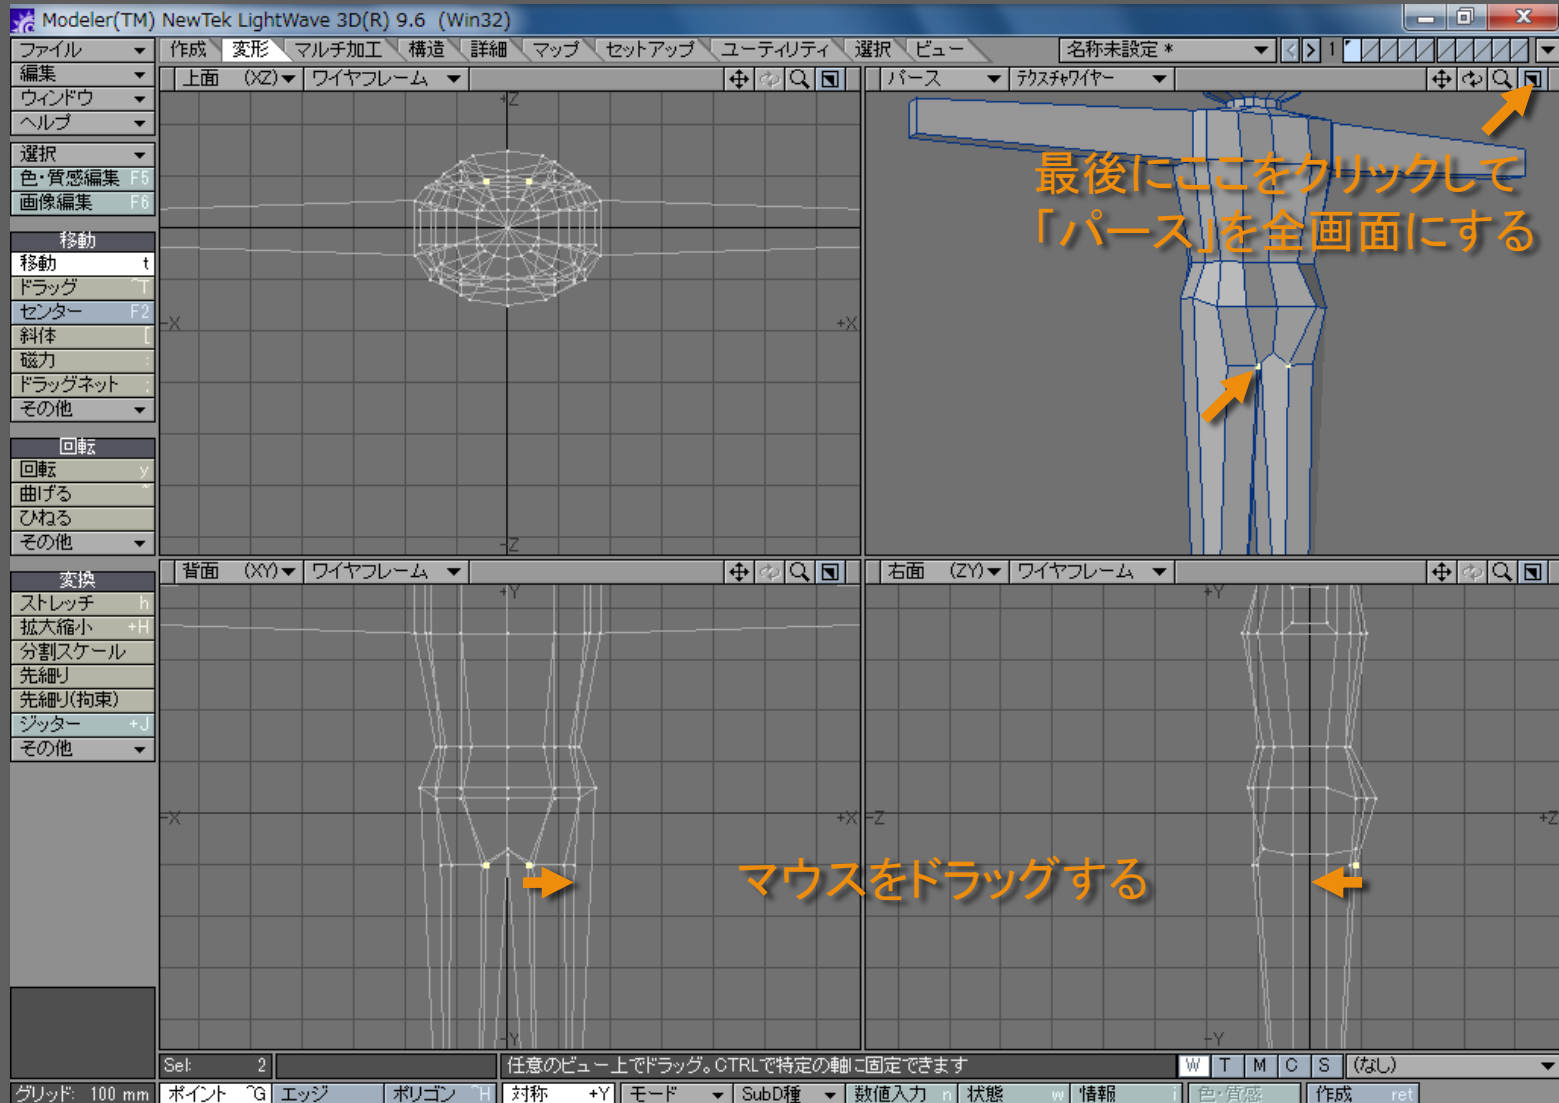 Modeler(TM) NewTek LightWave 3D(R) 9.6 (Win32)
ファイル 作成 変形 マルチ加工 構造 詳細 マップ セットアップ ユーティリティ 選択 ビュー 名称未設定 * 1
編集 上面 (XZ) ワイヤフレーム パース テクスチャワイヤー
ウィンドウ
ヘルプ
選択
色・質感編集 F5
画像編集 F6
移動
移動 t
ドラッグ ^T
センター F2
斜体 [
磁力 :
ドラッグネット ;
その他
回転
回転 y
曲げる ~
ひねる
その他
変換
ストレッチ h
拡大縮小 +H
分割スケール
先細り
先細り(拘束)
ジッター +J
その他
+Z
-X
+X
-Z
最後にここをクリックして
「パース」を全画面にする
背面 (XY) ワイヤフレーム 右面 (ZY) ワイヤフレーム
+Y
-X
+X
-Y
+Y
-Z
+Z
-Y
マウスをドラッグする
Sel: 2 任意のビュー上でドラッグ。CTRLで特定の軸に固定できます W T M C S (なし)
グリッド: 100 mm ポイント ^G エッジ ポリゴン ^H 対称 +Y モード SubD種 数値入力 n 状態 w 情報 i 色・質感 作成 ret